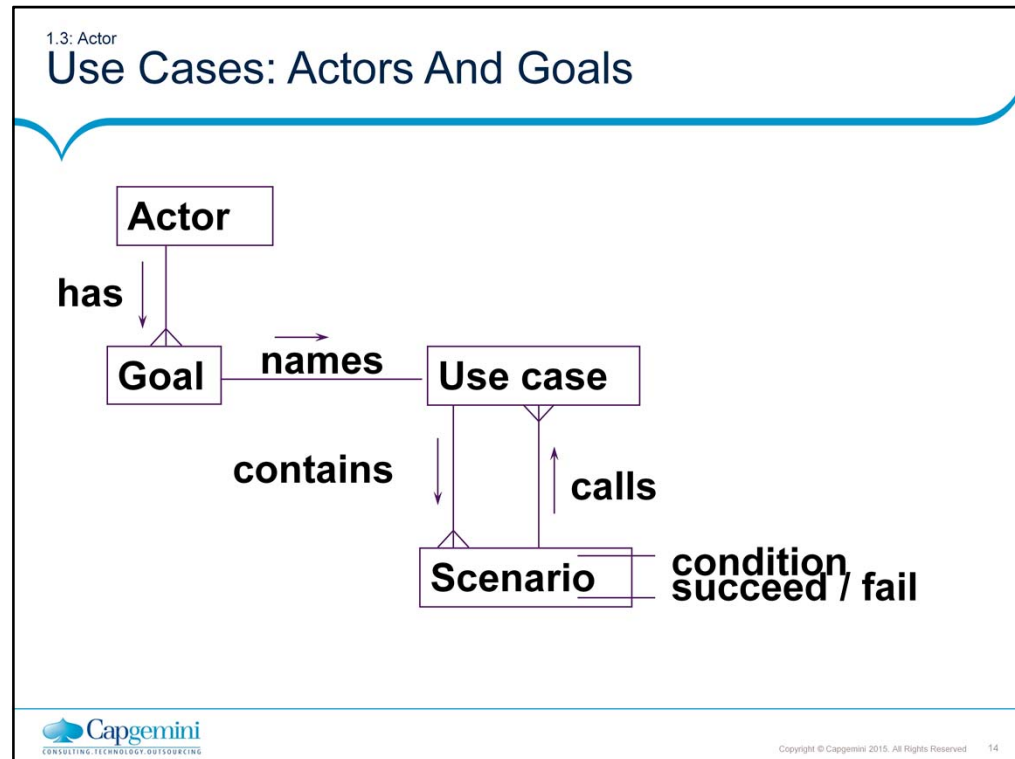 1.3: Actor
Use Cases: Actors And Goals
Actor
has
Goal
names
Use case
contains
calls
Scenario
condition
succeed / fail
Capgemini
CONSULTING.TECHNOLOGY.OUTSOURCING
Copyright © Capgemini 2015. All Rights Reserved 14